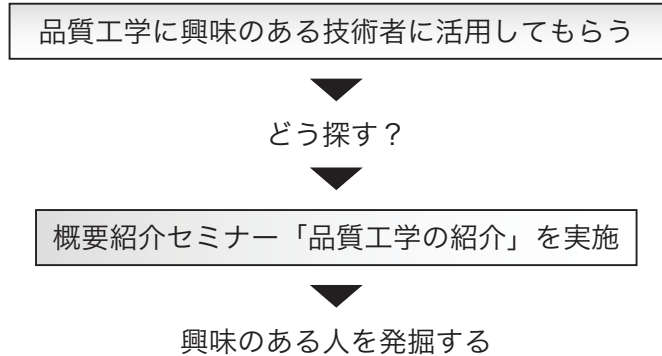 品質工学に興味のある技術者に活用してもらう
どう探す？
概要紹介セミナー「品質工学の紹介」を実施
興味のある人を発掘する